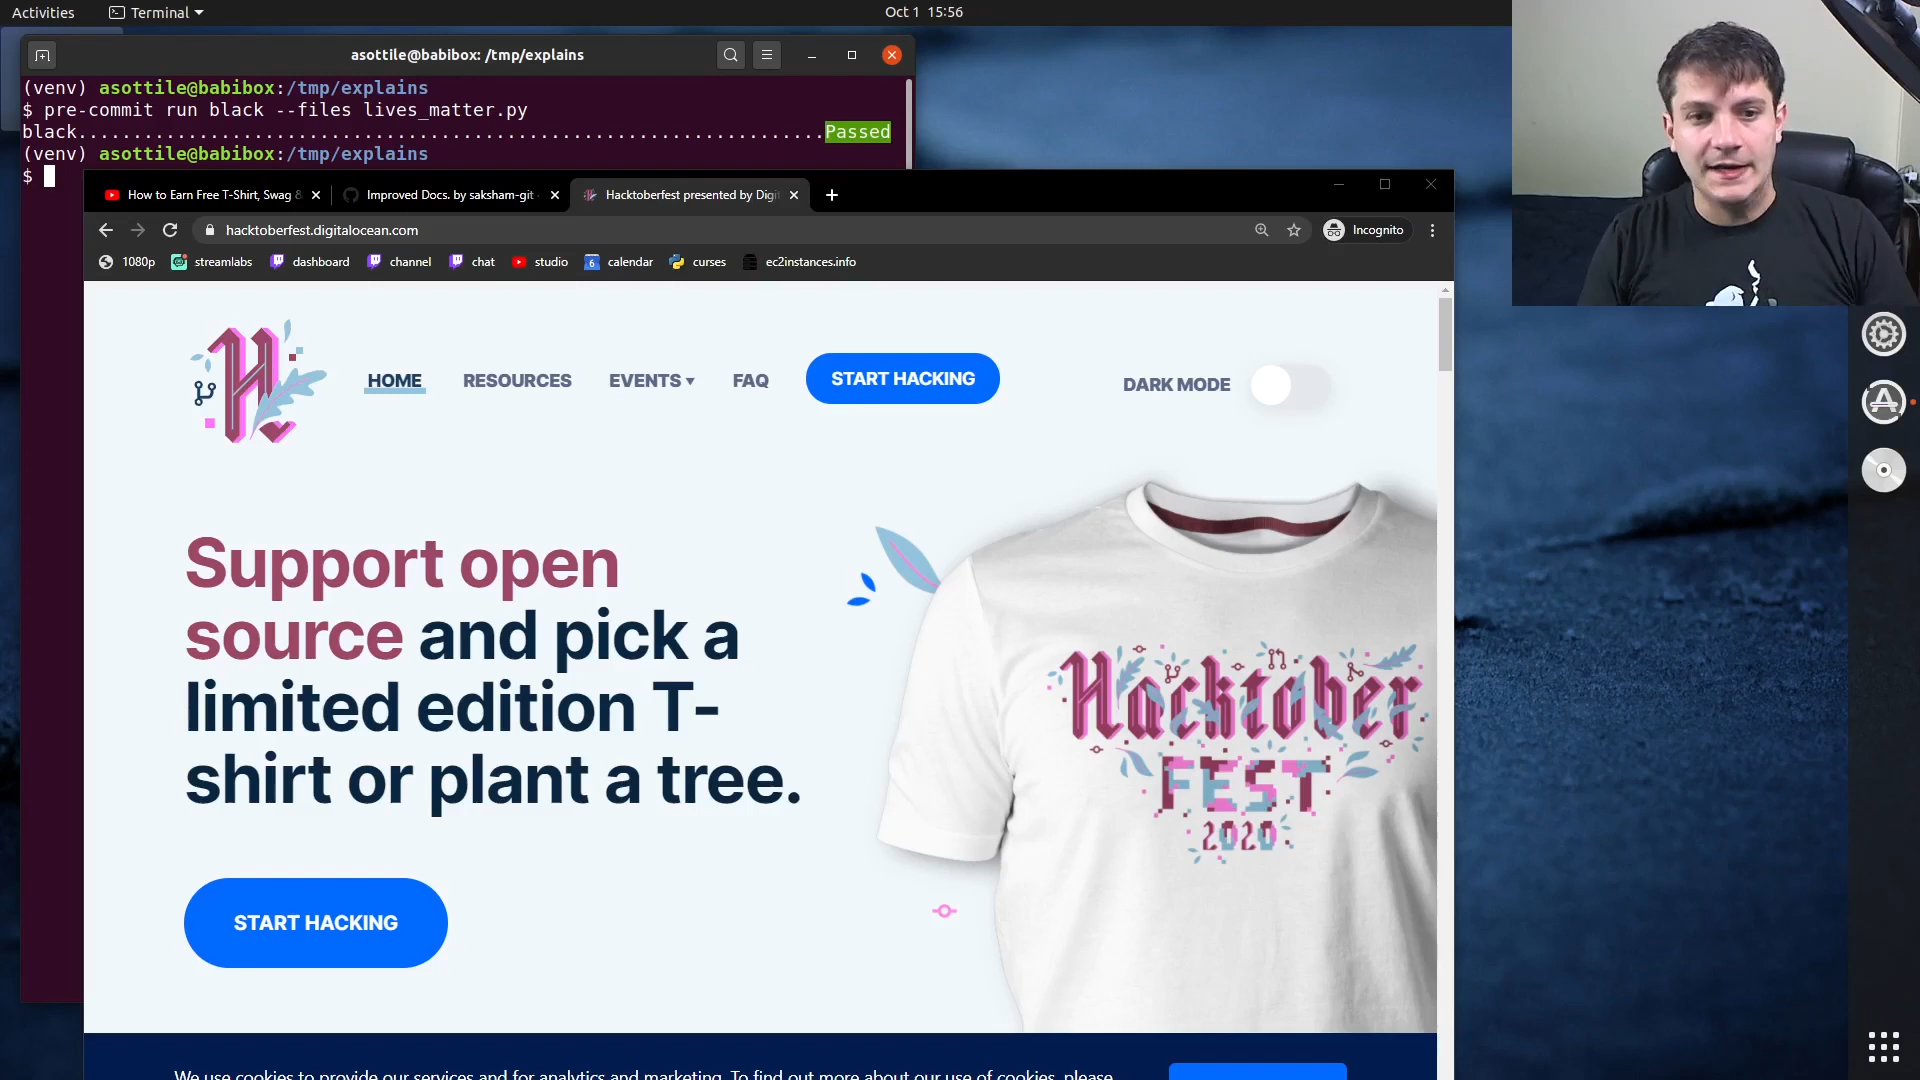 Activities
Terminal
Oct 1 15:56
asottile@babibox: /tmp/explains
(venv) asottile@babibox:/tmp/explains
$ pre-commit run black --files lives_matter.py
black....................................................................Passed
(venv) asottile@babibox:/tmp/explains
$
How to Earn Free T-Shirt, Swag &
Improved Docs. by saksham-git
Hacktoberfest presented by Digi
hacktoberfest.digitalocean.com
Incognito
1080p
streamlabs
dashboard
channel
chat
studio
6
calendar
curses
ec2instances.info
H
HOME
RESOURCES
EVENTS
FAQ
START HACKING
DARK MODE
Support open
source and pick a
limited edition T-
shirt or plant a tree.
START HACKING
Hacktober
FEST
2020
We use cookies to provide our services and for analytics and marketing. To find out more about our use of cookies, please